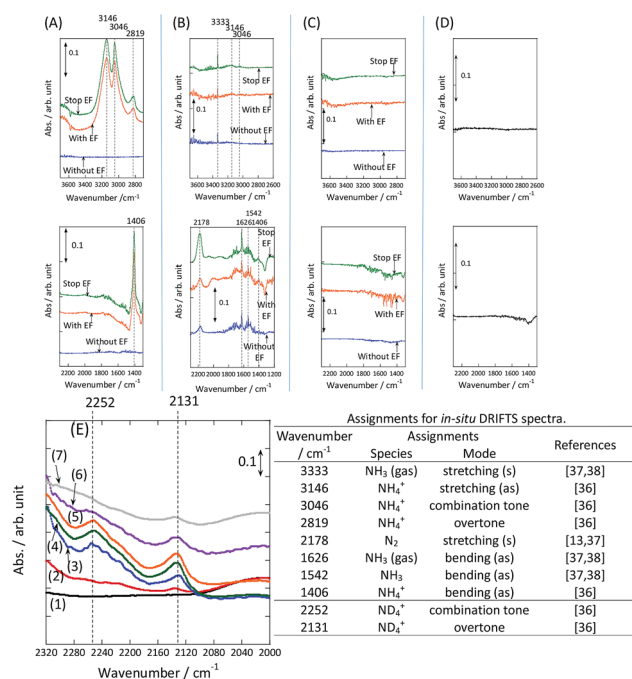 (A)
(B)
(C)
(D)
3146
3046
2819
0.1
Stop EF
With EF
Without EF
Abs / arb. unit
3600 3400 3200 3000 2800
Wavenumber /cm-1
3333
3146
3046
Stop EF
With EF
0.1
Without EF
Abs. / arb. unit
3600 3400 3200 3000 2800 2600
Wavenumber / cm-1
Stop EF
With EF
0.1
Without EF
Abs. / arb. unit
3600 3400 3200 3000 2800
Wavenumber / cm-1
0.1
Abs. / arb. unit
3600 3400 3200 3000 2800 2600
Wavenumber / cm-1
1406
0.1
Stop EF
With EF
Without EF
Abs. / arb. unit
2200 2000 1800 1600 1400
Wavenumber / cm-1
2178
1542
1626 1406
Stop EF
With EF
0.1
Without EF
Abs. / arb. unit
2200 2000 1800 1600 1400 1200
Wavenumber / cm-1
Stop EF
With EF
0.1
Without EF
Abs. / arb. unit
2200 2000 1800 1600 1400
Wavenumber / cm-1
0.1
Abs. / arb. unit
2200 2000 1800 1600 1400
Wavenumber / cm-1
2252
2131
(E)
0.1
(7)
(6)
(5)
(4)
(3)
(2)
(1)
Abs. / arb. unit
2320 2280 2240 2200 2160 2120 2080 2040 2000
Wavenumber / cm-1
Assignments for in-situ DRIFTS spectra.
Wavenumber / cm-1 Assignments References
Species Mode
3333 NH3 (gas) stretching (s) [37,38]
3146 NH4+ stretching (as) [36]
3046 NH4+ combination tone [36]
2819 NH4+ overtone [36]
2178 N2 stretching (s) [13,37]
1626 NH3 (gas) bending (as) [37,38]
1542 NH3 bending (as) [37,38]
1406 NH4+ bending (as) [36]
2252 ND4+ combination tone [36]
2131 ND4+ overtone [36]